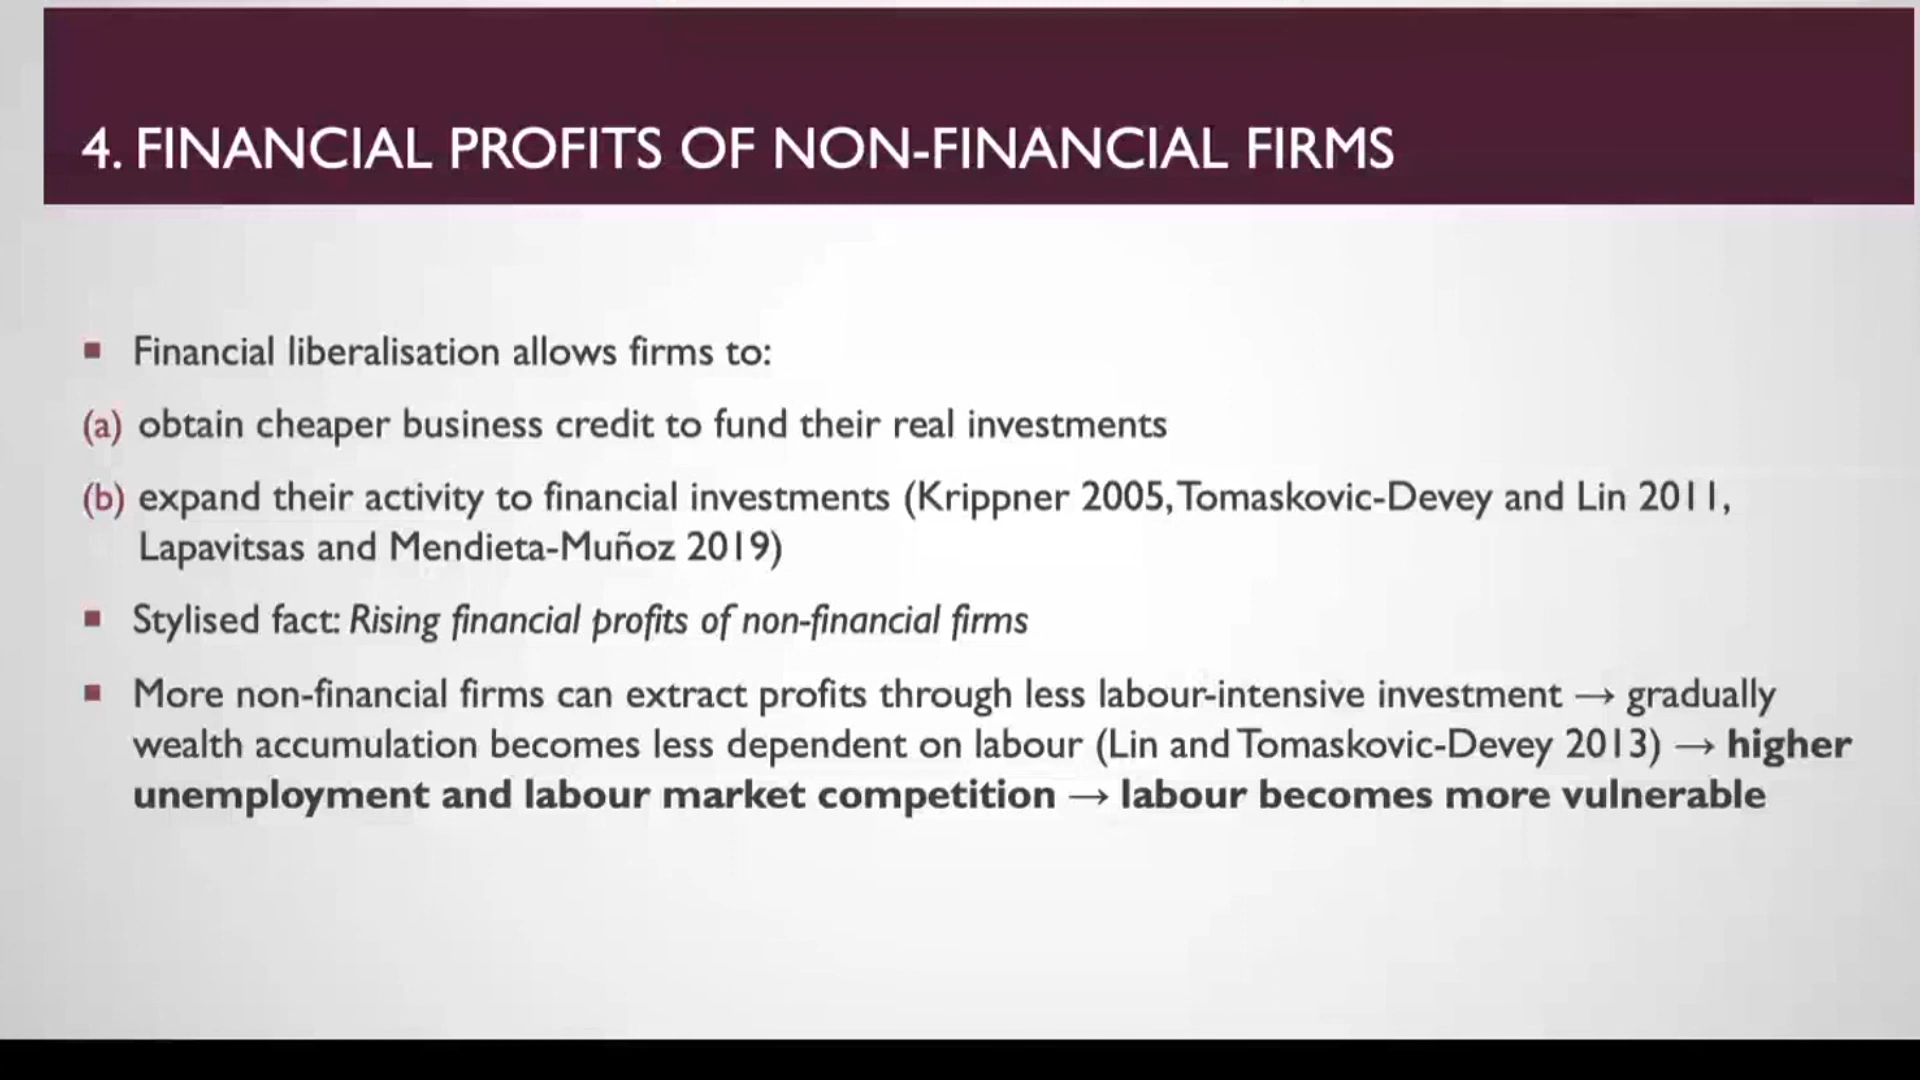 4. FINANCIAL PROFITS OF NON-FINANCIAL FIRMS
▪ Financial liberalisation allows firms to:
(a) obtain cheaper business credit to fund their real investments
(b) expand their activity to financial investments (Krippner 2005, Tomaskovic-Devey and Lin 2011,
Lapavitsas and Mendieta-Muñoz 2019)
▪ Stylised fact: Rising financial profits of non-financial firms
▪ More non-financial firms can extract profits through less labour-intensive investment → gradually
wealth accumulation becomes less dependent on labour (Lin and Tomaskovic-Devey 2013) → higher
unemployment and labour market competition → labour becomes more vulnerable